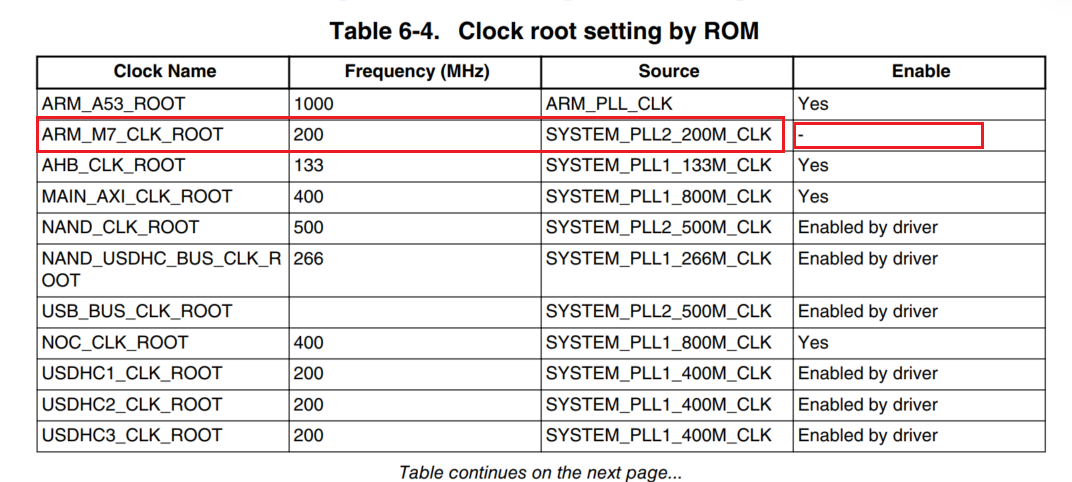 Table 6-4. Clock root setting by ROM
Clock Name Frequency (MHz) Source Enable
ARM_A53_ROOT 1000 ARM_PLL_CLK Yes
ARM_M7_CLK_ROOT 200 SYSTEM_PLL2_200M_CLK -
AHB_CLK_ROOT 133 SYSTEM_PLL1_133M_CLK Yes
MAIN_AXI_CLK_ROOT 400 SYSTEM_PLL1_800M_CLK Yes
NAND_CLK_ROOT 500 SYSTEM_PLL2_500M_CLK Enabled by driver
NAND_USDHC_BUS_CLK_R 266 SYSTEM_PLL1_266M_CLK Enabled by driver
OOT
USB_BUS_CLK_ROOT SYSTEM_PLL2_500M_CLK Enabled by driver
NOC_CLK_ROOT 400 SYSTEM_PLL1_800M_CLK Yes
USDHC1_CLK_ROOT 200 SYSTEM_PLL1_400M_CLK Enabled by driver
USDHC2_CLK_ROOT 200 SYSTEM_PLL1_400M_CLK Enabled by driver
USDHC3_CLK_ROOT 200 SYSTEM_PLL1_400M_CLK Enabled by driver
Table continues on the next page...